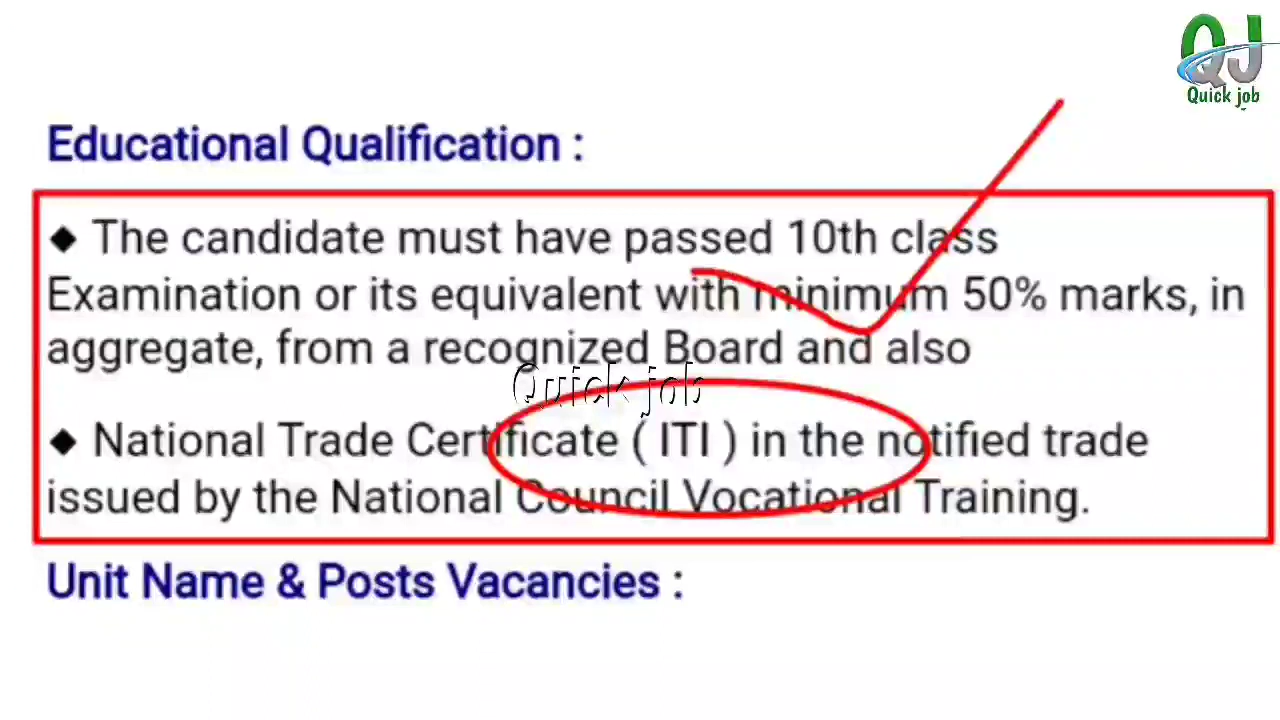 QJ
Quick job
Educational Qualification :
◆ The candidate must have passed 10th class
Examination or its equivalent with minimum 50% marks, in
aggregate, from a recognized Board and also
Quick job
◆ National Trade Certificate ( ITI ) in the notified trade
issued by the National Council Vocational Training.
Unit Name & Posts Vacancies :